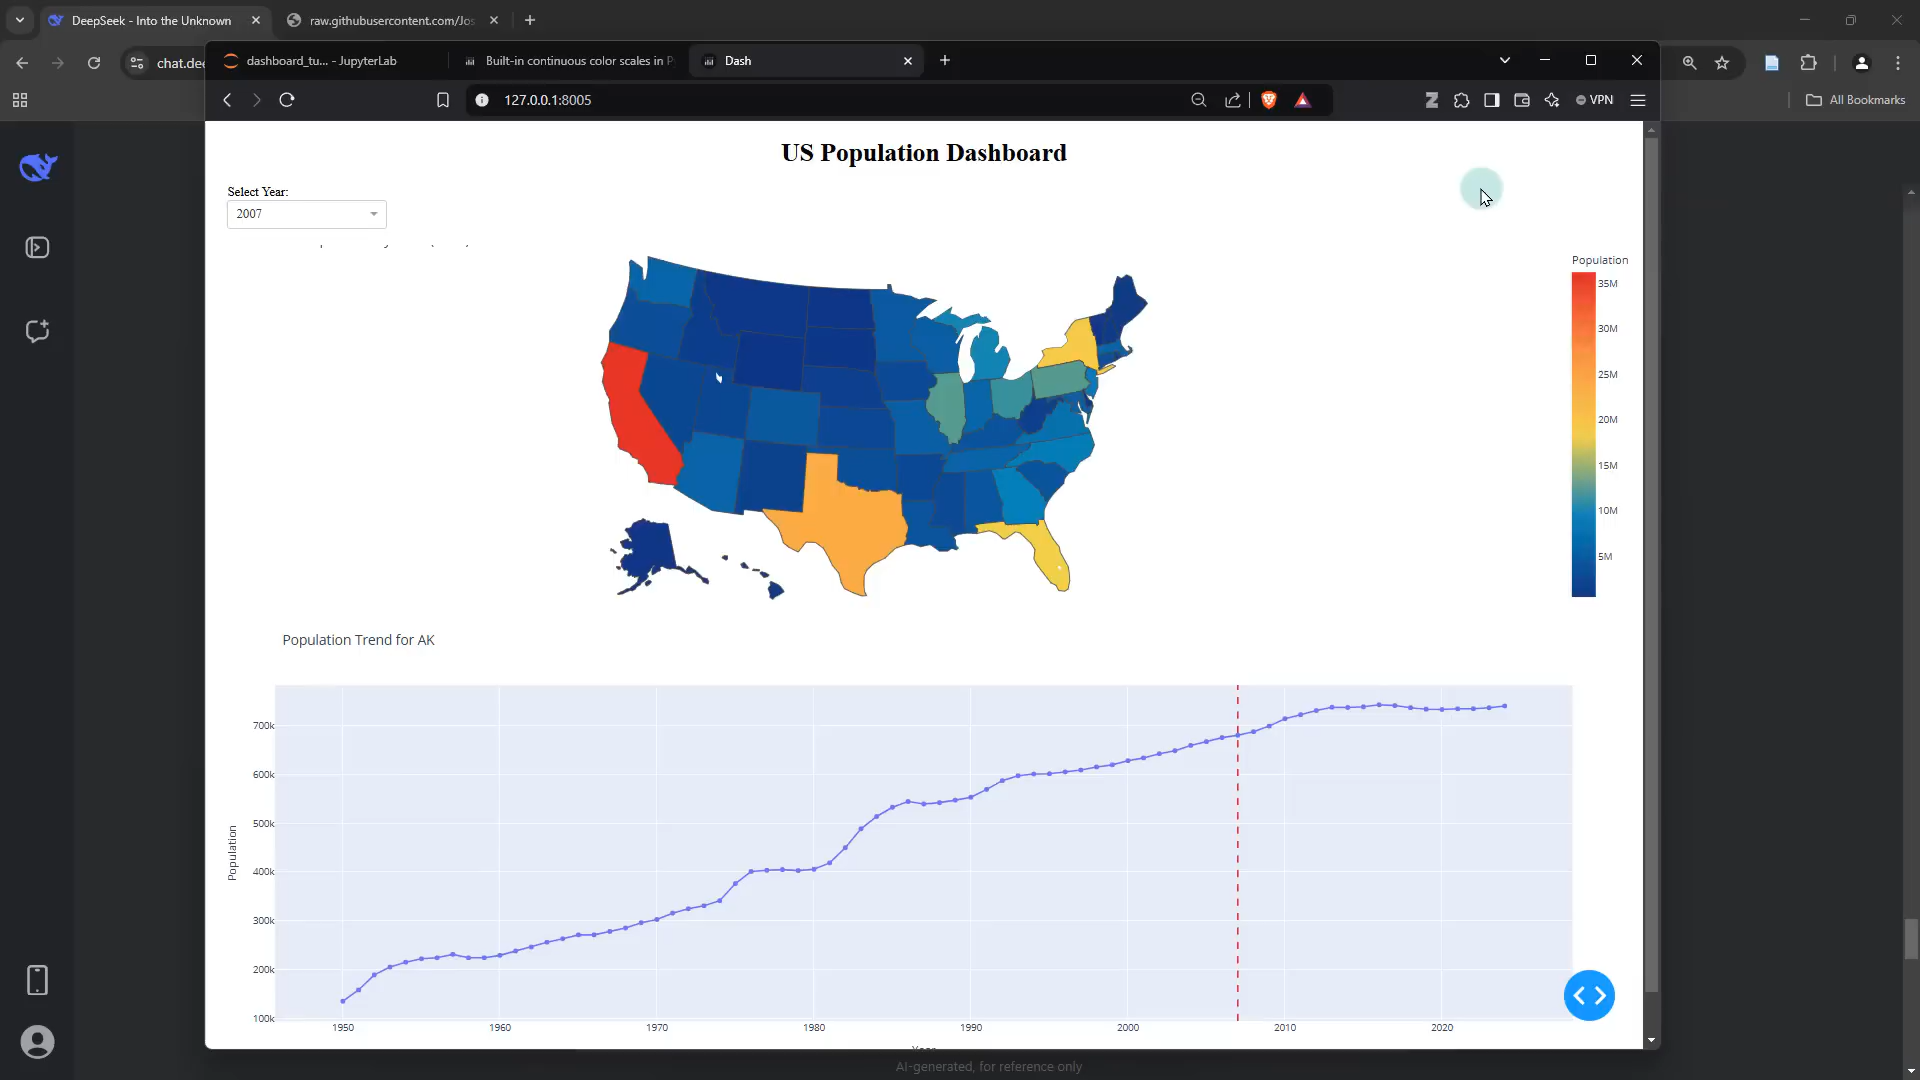 DeepSeek - Into the Unknown
raw.githubusercontent.com/Jos
chat.dee
All Bookmarks
dashboard_tu... - JupyterLab
Built-in continuous color scales in P
Dash
127.0.0.1:8005
VPN
US Population Dashboard
Select Year:
2007
Population
35M
30M
25M
20M
15M
10M
5M
Population Trend for AK
700k
600k
500k
400k
300k
200k
100k
Population
1950 1960 1970 1980 1990 2000 2010 2020
Year
AI-generated, for reference only